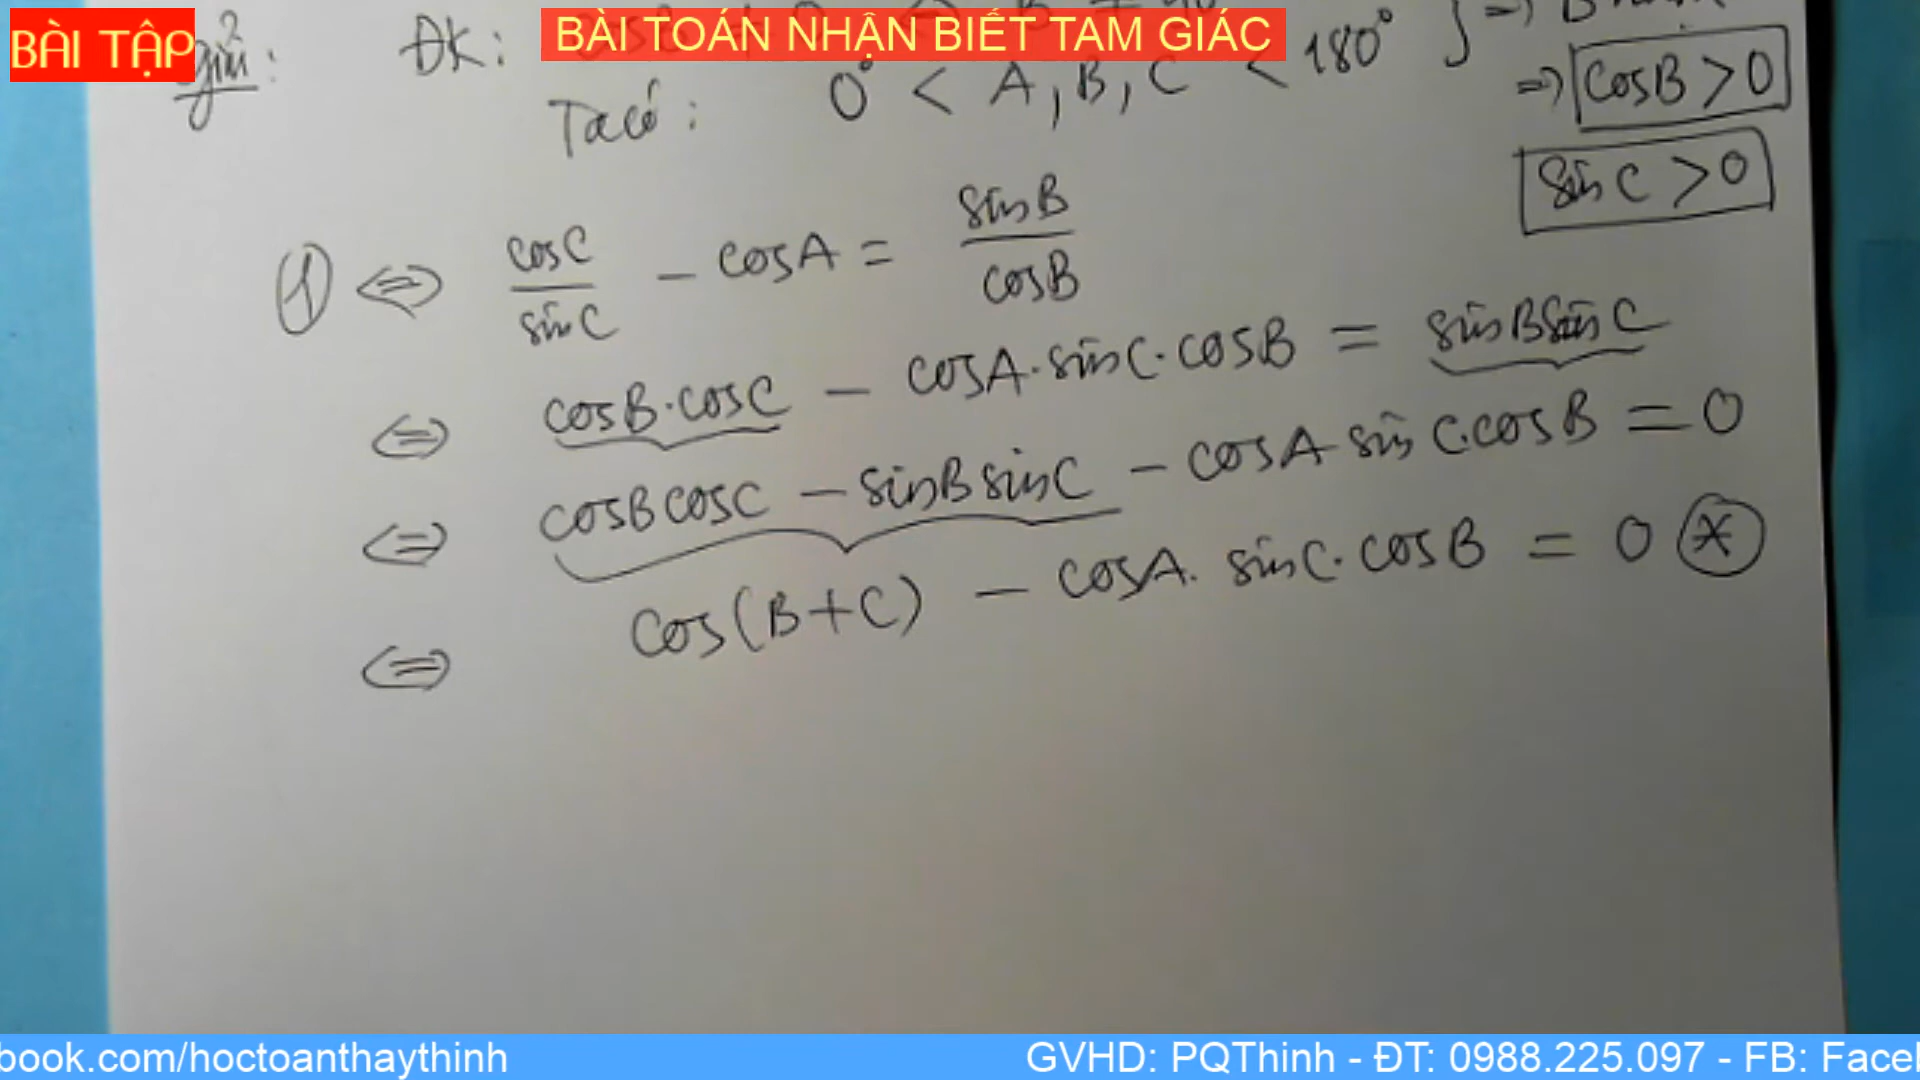 BÀI TẬP
BÀI TOÁN NHẬN BIẾT TAM GIÁC
giải: ĐK:
Ta có: 0° < A, B, C < 180° } =>
=> cosB > 0
sinC > 0
① <=> cosC/sinC - cosA = sinB/cosB
<=> cosB.cosC - cosA.sinC.cosB = sinBsinC
<=> cosBcosC - sinBsinC - cosA sinC.cosB = 0
<=> cos(B+C) - cosA. sinC.cosB = 0 (*)
book.com/hoctoanthaythinh GVHD: PQThinh - ĐT: 0988.225.097 - FB: Face